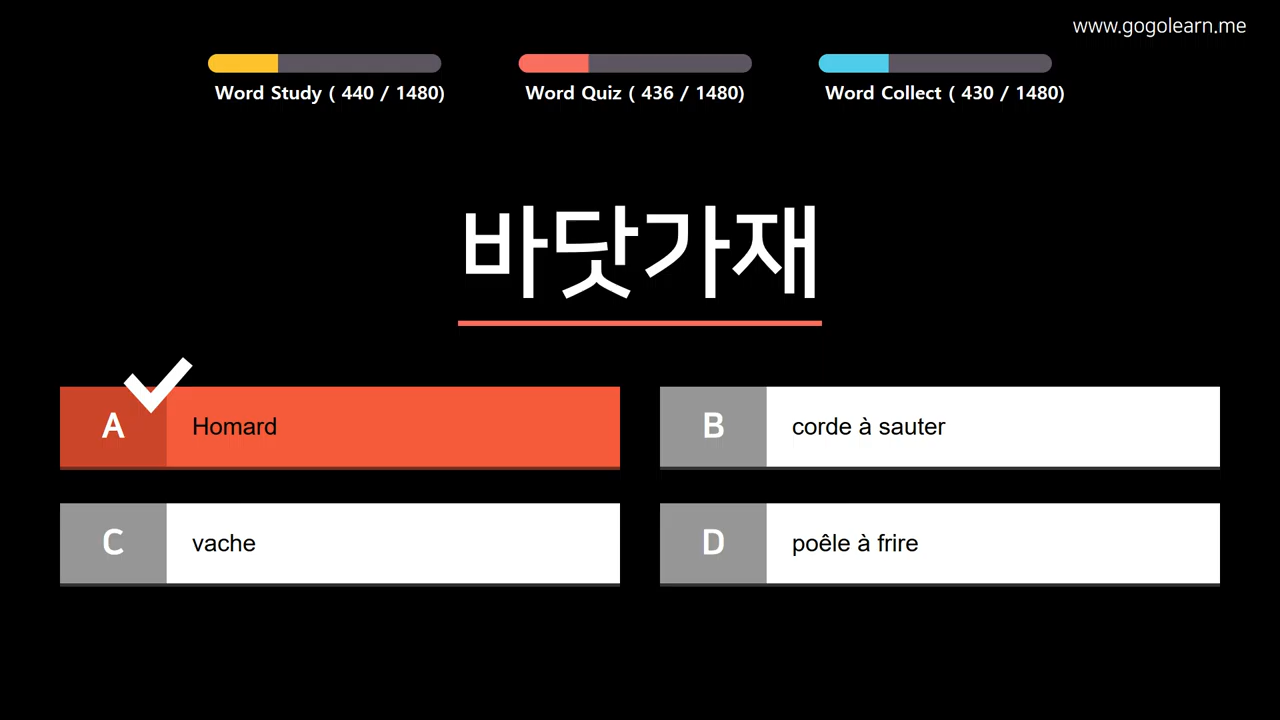 www.gogolearn.me
Word Study ( 440 / 1480)
Word Quiz ( 436 / 1480)
Word Collect ( 430 / 1480)
바닷가재
A Homard
B corde à sauter
C vache
D poêle à frire